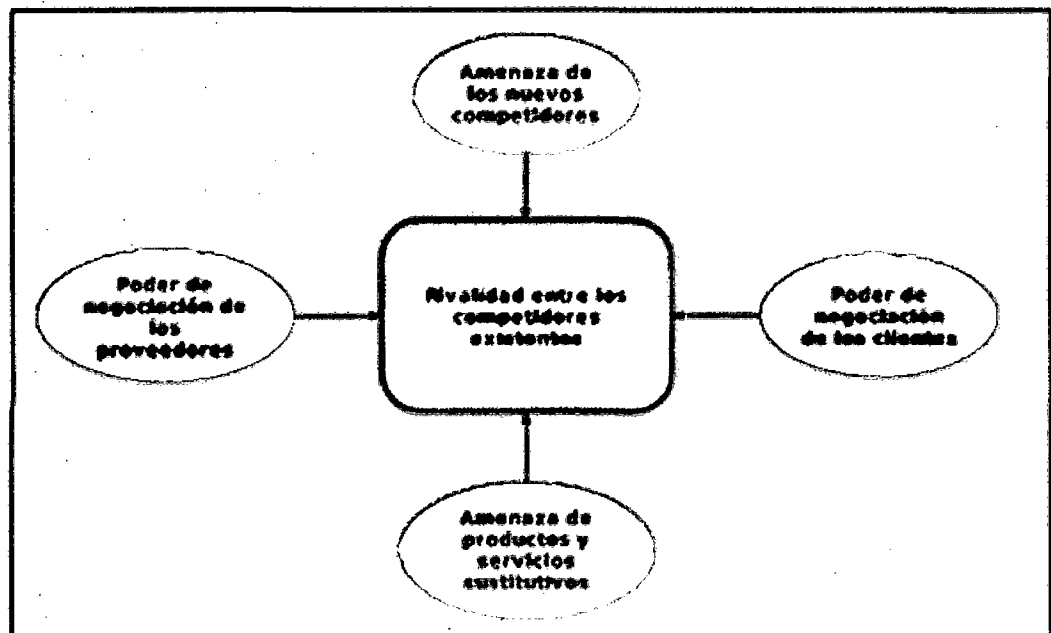 Amenaza de
los nuevos
competidores
Poder de
negociación de
los
proveedores
Rivalidad entre los
competidores
existentes
Poder de
negociación
de los clientes
Amenaza de
productos y
servicios
sustitutivos